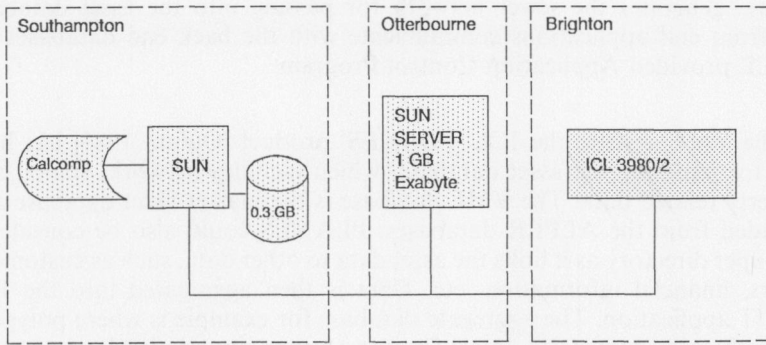 Southampton
Otterbourne
Brighton
Calcomp
SUN
0.3 GB
SUN
SERVER
1 GB
Exabyte
ICL 3980/2